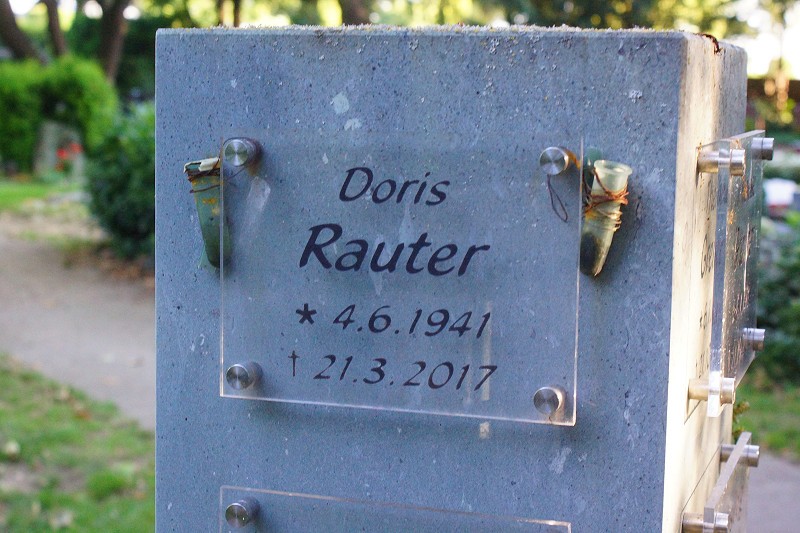 Doris
Rauter
* 4.6.1941
† 21.3.2017